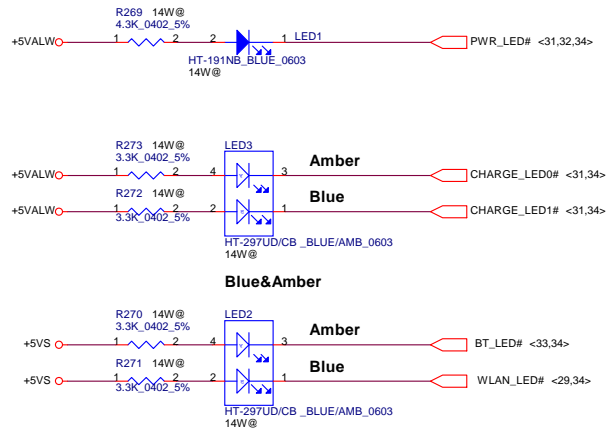 R269 14W@
4.3K_0402_5%
+5VALW 1 2 2 1 LED1 PWR_LED# <31,32,34>
HT-191NB_BLUE_0603
14W@
R273 14W@ LED3
3.3K_0402_5% Amber
+5VALW 1 2 4 3 CHARGE_LED0# <31,34>
R272 14W@ Blue
+5VALW 1 2 2 1 CHARGE_LED1# <31,34>
3.3K_0402_5%
HT-297UD/CB _BLUE/AMB_0603
14W@
Blue&Amber
R270 14W@ LED2
3.3K_0402_5% Amber
+5VS 1 2 4 3 BT_LED# <33,34>
R271 14W@ Blue
+5VS 1 2 2 1 WLAN_LED# <29,34>
3.3K_0402_5%
HT-297UD/CB _BLUE/AMB_0603
14W@